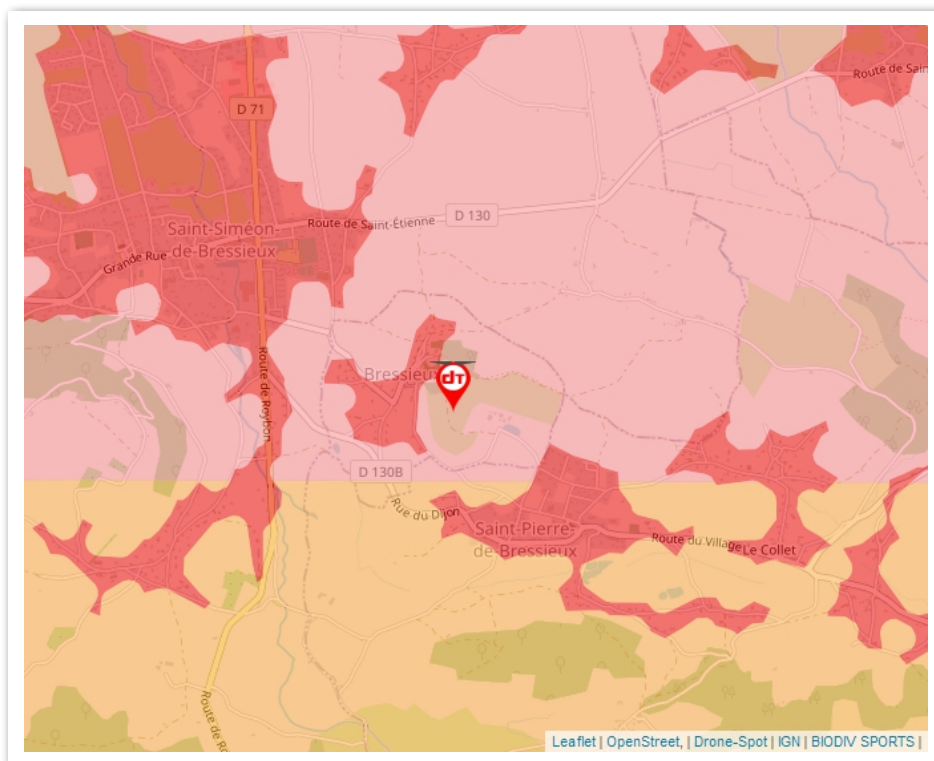 Route de Sain
D 71
D 130
Route de Saint-Étienne
Saint-Siméon-
de-Bressieux
Grande Rue
Route de Roybon
Bressieux
dT
D 130B
Rue du Dijon
Saint-Pierre-
de-Bressieux
Route du Village
Le Collet
Route de Ro
Leaflet | OpenStreet, | Drone-Spot | IGN | BIODIV SPORTS |